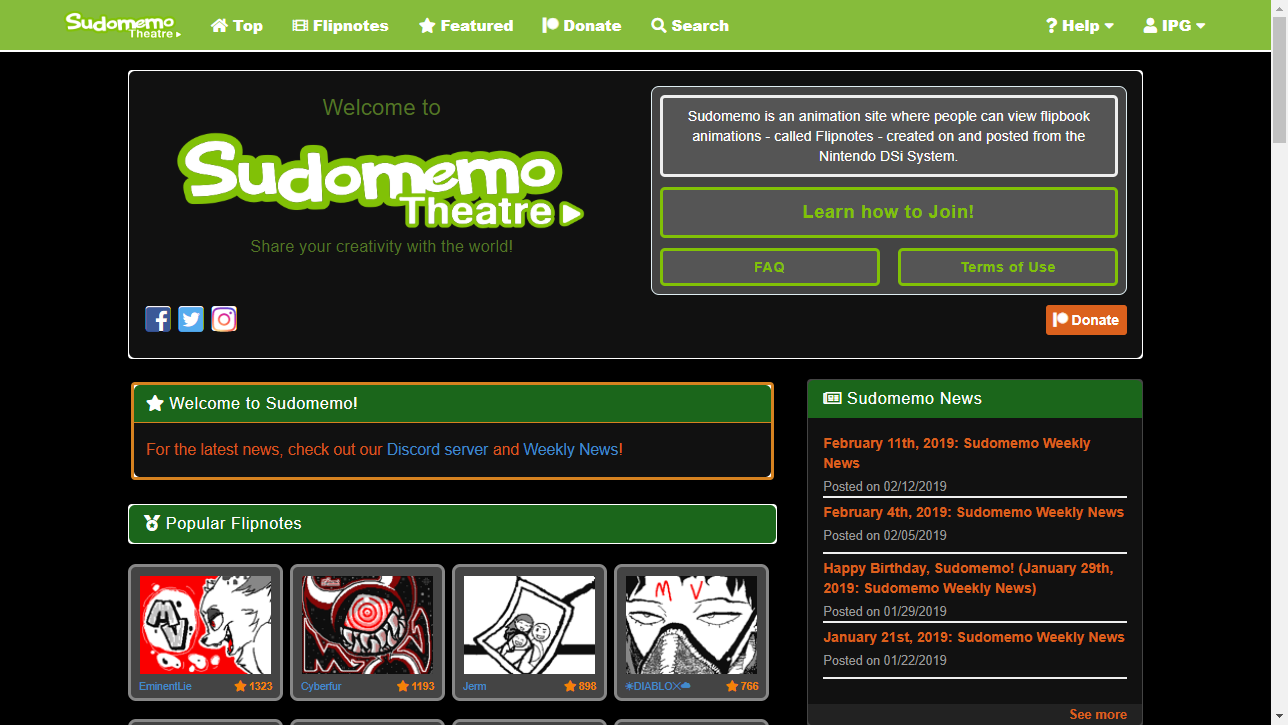 Sudomemo
Theatre
Top
Flipnotes
Featured
Donate
Search
Help
IPG
Welcome to
Sudomemo
Theatre
Share your creativity with the world!
Sudomemo is an animation site where people can view flipbook
animations - called Flipnotes - created on and posted from the
Nintendo DSi System.
Learn how to Join!
FAQ
Terms of Use
Donate
Welcome to Sudomemo!
For the latest news, check out our Discord server and Weekly News!
Popular Flipnotes
MV
EminentLie
1323
Cyberfur
1193
Jerm
898
MV
☀DIABLO⚔☁
766
Sudomemo News
February 11th, 2019: Sudomemo Weekly
News
Posted on 02/12/2019
February 4th, 2019: Sudomemo Weekly News
Posted on 02/05/2019
Happy Birthday, Sudomemo! (January 29th,
2019: Sudomemo Weekly News)
Posted on 01/29/2019
January 21st, 2019: Sudomemo Weekly News
Posted on 01/22/2019
See more